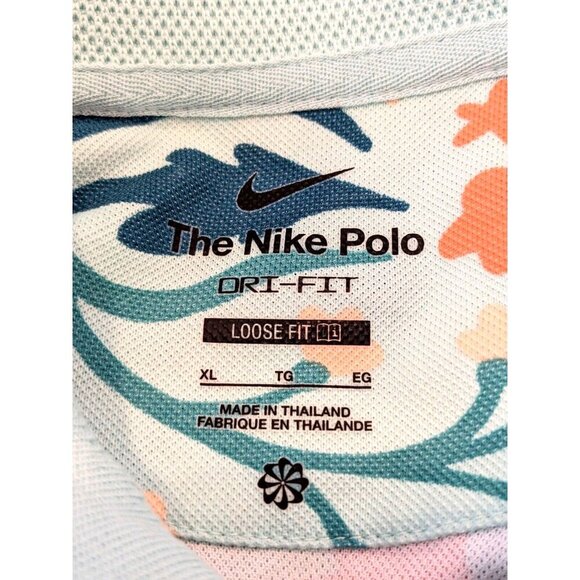 The Nike Polo
DRI-FIT
LOOSE FIT
XL TG EG
MADE IN THAILAND
FABRIQUE EN THAILANDE